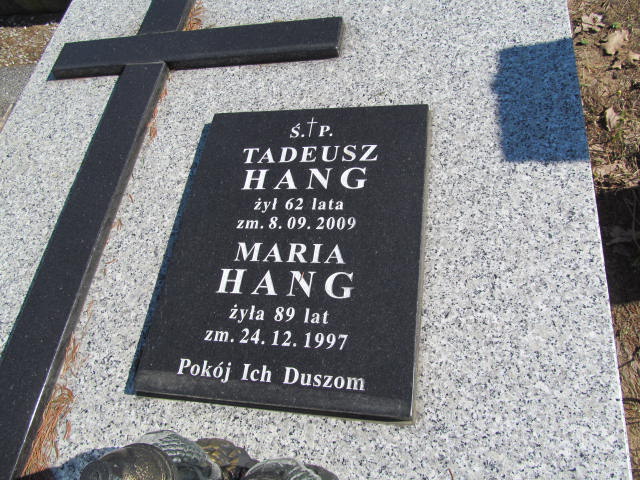 Ś.†P.
TADEUSZ
HANG
żył 62 lata
zm. 8.09.2009
MARIA
HANG
żyła 89 lat
zm. 24.12.1997
Pokój Ich Duszom